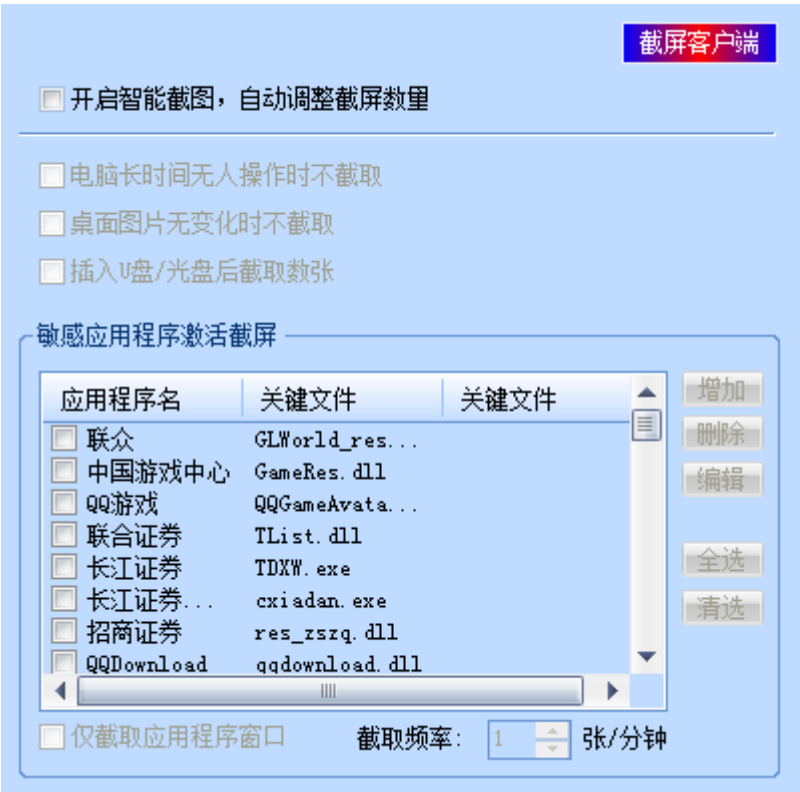 截屏客户端
开启智能截图，自动调整截屏数量
电脑长时间无人操作时不截取
桌面图片无变化时不截取
插入U盘/光盘后截取数张
敏感应用程序激活截屏
应用程序名 关键文件 关键文件
联众 GLWorld_res...
中国游戏中心 GameRes.dll
QQ游戏 QQGameAvata...
联合证券 TList.dll
长江证券 TDXW.exe
长江证券... cxiadan.exe
招商证券 res_zszq.dll
QQDownload qqdownload.dll
增加
删除
编辑
全选
清选
仅截取应用程序窗口 截取频率: 1 张/分钟